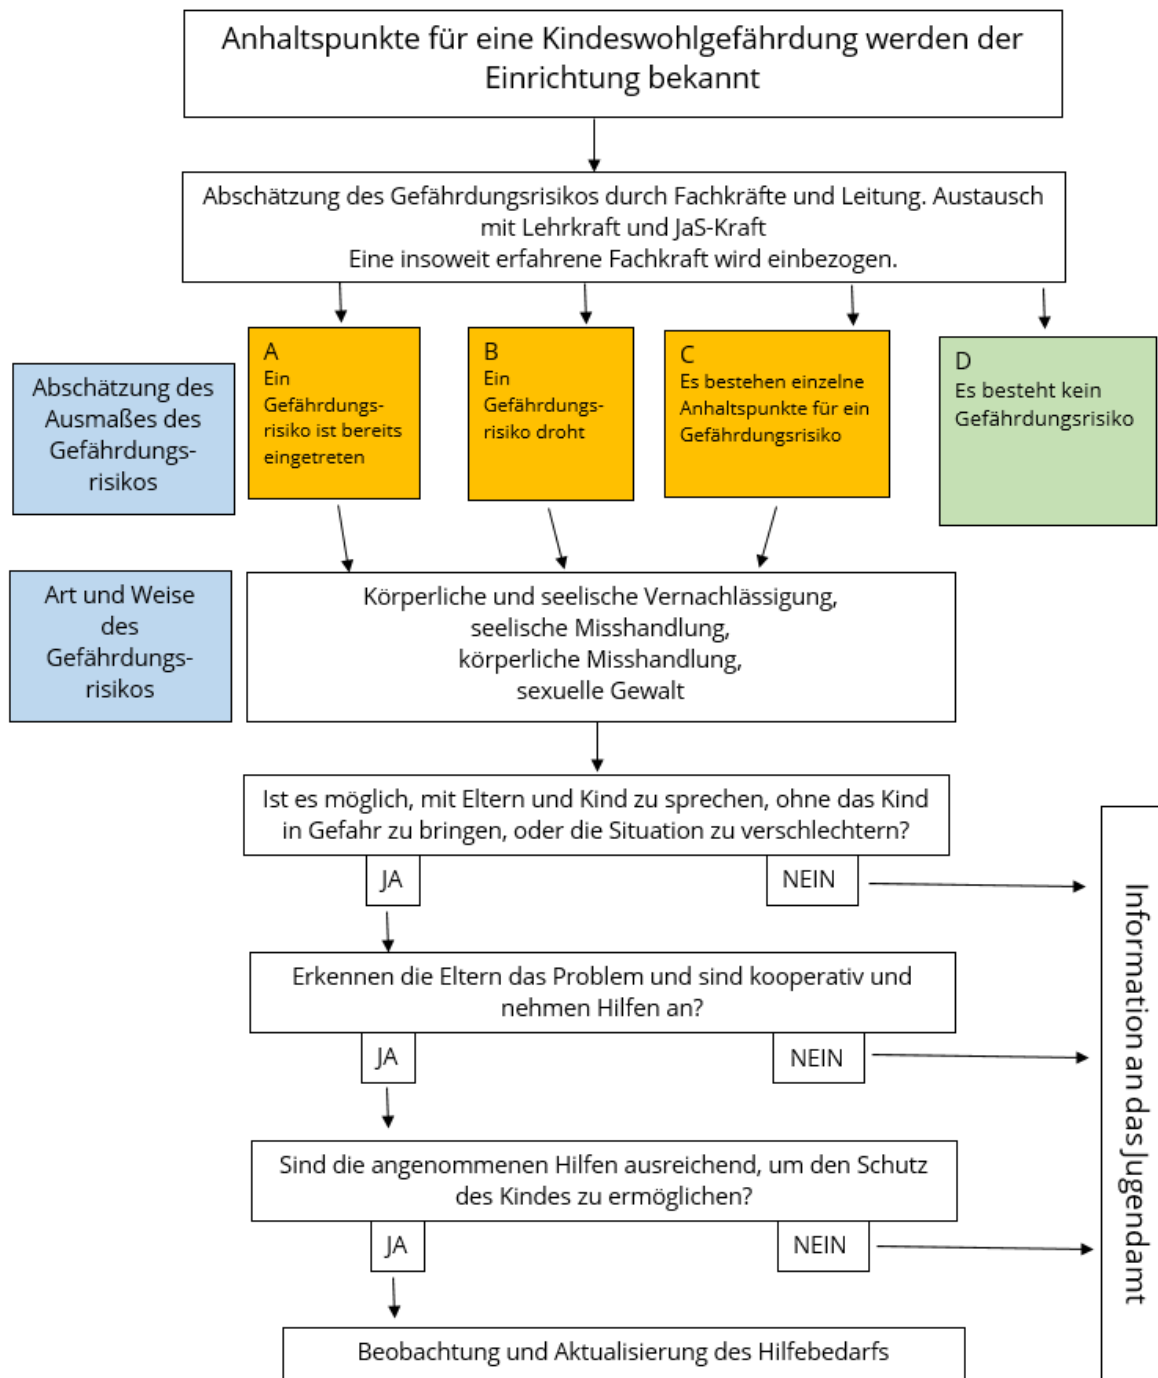 Anhaltspunkte für eine Kindeswohlgefährdung werden der
Einrichtung bekannt
Abschätzung des Gefährdungsrisikos durch Fachkräfte und Leitung. Austausch
mit Lehrkraft und JaS-Kraft
Eine insoweit erfahrene Fachkraft wird einbezogen.
Abschätzung des
Ausmaßes des
Gefährdungs-
risikos
A
Ein
Gefährdungs-
risiko ist bereits
eingetreten
B
Ein
Gefährdungs-
risiko droht
C
Es bestehen einzelne
Anhaltspunkte für ein
Gefährdungsrisiko
D
Es besteht kein
Gefährdungsrisiko
Art und Weise
des
Gefährdungs-
risikos
Körperliche und seelische Vernachlässigung,
seelische Misshandlung,
körperliche Misshandlung,
sexuelle Gewalt
Ist es möglich, mit Eltern und Kind zu sprechen, ohne das Kind
in Gefahr zu bringen, oder die Situation zu verschlechtern?
JA
NEIN
Erkennen die Eltern das Problem und sind kooperativ und
nehmen Hilfen an?
JA
NEIN
Sind die angenommenen Hilfen ausreichend, um den Schutz
des Kindes zu ermöglichen?
JA
NEIN
Beobachtung und Aktualisierung des Hilfebedarfs
Information an das Jugendamt